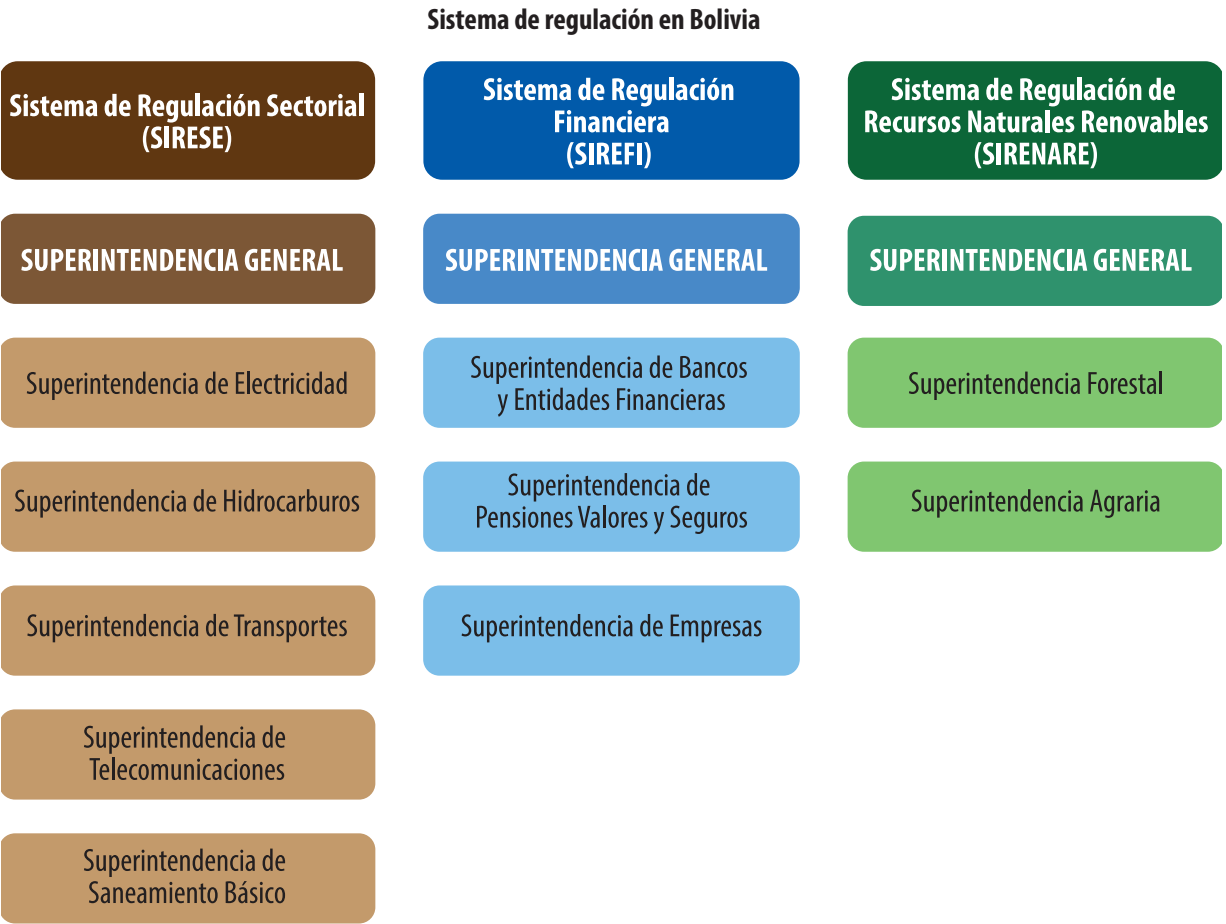 Sistema de regulación en Bolivia
Sistema de Regulación Sectorial
(SIRESE)
SUPERINTENDENCIA GENERAL
Superintendencia de Electricidad
Superintendencia de Hidrocarburos
Superintendencia de Transportes
Superintendencia de
Telecomunicaciones
Superintendencia de
Saneamiento Básico
Sistema de Regulación
Financiera
(SIREFI)
SUPERINTENDENCIA GENERAL
Superintendencia de Bancos
y Entidades Financieras
Superintendencia de
Pensiones Valores y Seguros
Superintendencia de Empresas
Sistema de Regulación de
Recursos Naturales Renovables
(SIRENARE)
SUPERINTENDENCIA GENERAL
Superintendencia Forestal
Superintendencia Agraria